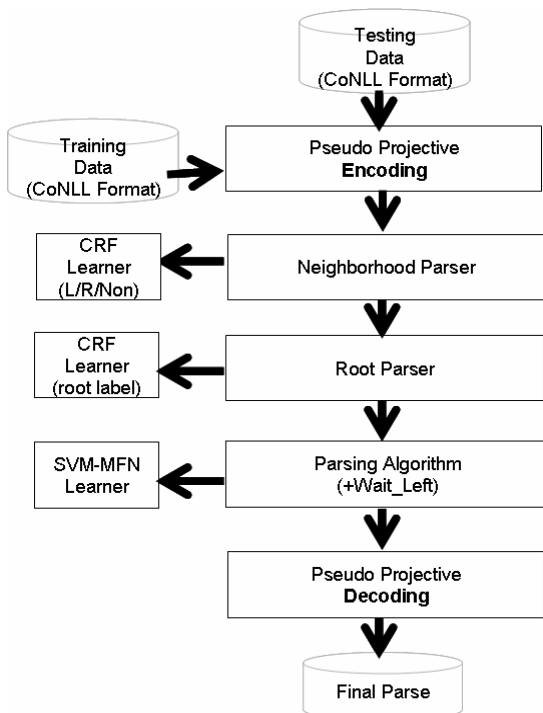 Testing
Data
(CoNLL Format)
Training
Data
(CoNLL Format)
Pseudo Projective
Encoding
CRF
Learner
(L/R/Non)
Neighborhood Parser
CRF
Learner
(root label)
Root Parser
SVM-MFN
Learner
Parsing Algorithm
(+Wait_Left)
Pseudo Projective
Decoding
Final Parse